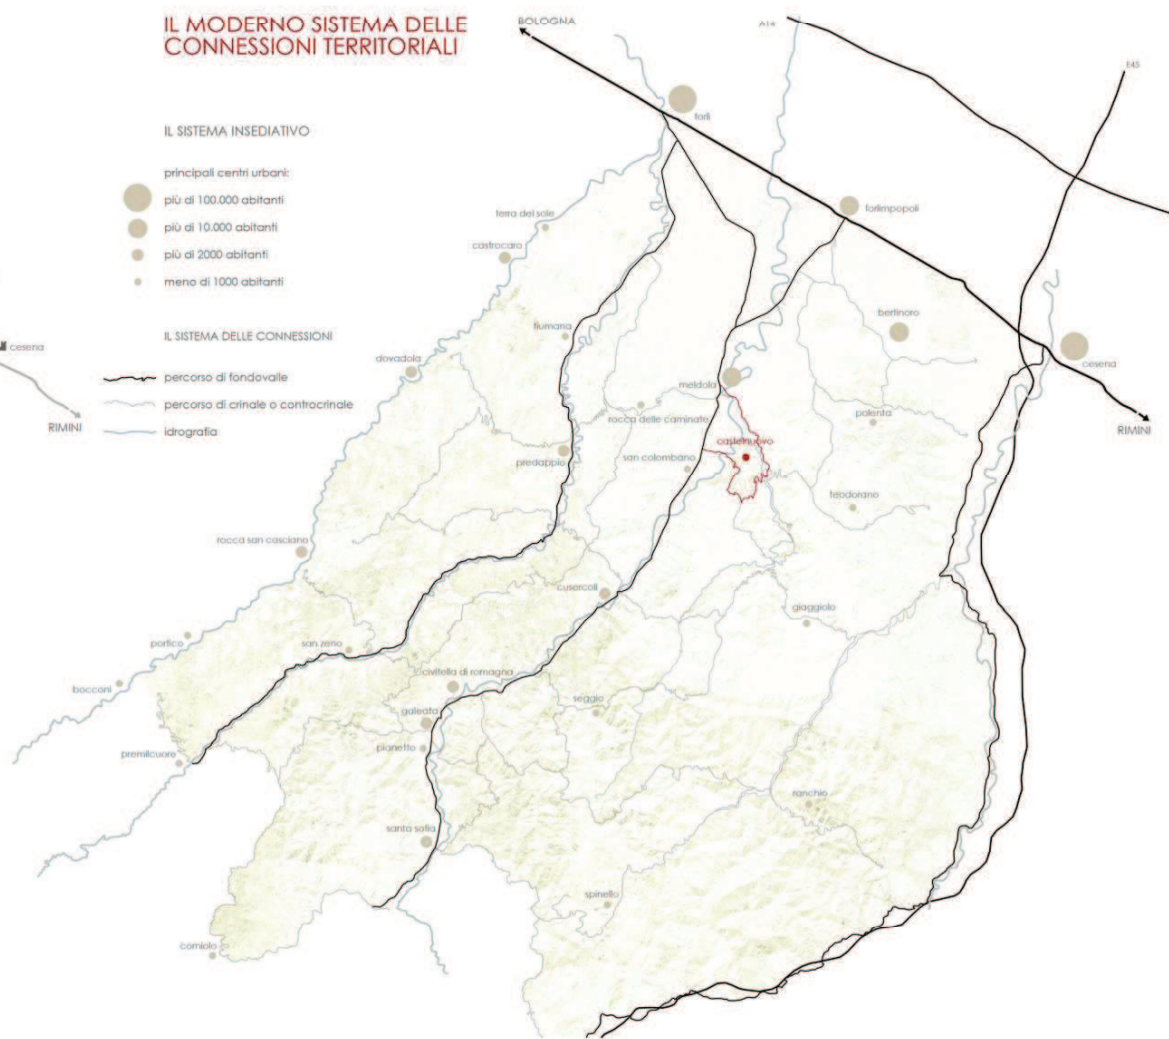 IL MODERNO SISTEMA DELLE
CONNESSIONI TERRITORIALI
IL SISTEMA INSEDIATIVO
principali centri urbani:
più di 100.000 abitanti
più di 10.000 abitanti
più di 2000 abitanti
meno di 1000 abitanti
IL SISTEMA DELLE CONNESSIONI
percorso di fondovalle
percorso di crinale o controcrinale
idrografia
cesena
RIMINI
BOLOGNA
A14
E45
forlì
forlimpopoli
terra del sole
castrocaro
bertinoro
fiumana
cesena
dovadola
meldola
rocca delle caminate
polenta
RIMINI
castelnuovo
predappio
san colombano
teodorano
rocca san casciano
cusercoli
giaggiolo
portico
san zeno
civitella di romagna
bocconi
seggio
galeata
pianetto
premilcuore
ranchio
santa sofia
spinello
corniolo